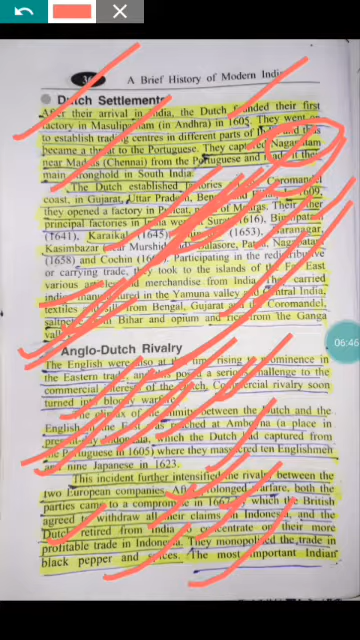 A Brief History of Modern
Dutch Settlements
After their arrival in India, the Dutch founded their first
factory in Masulipatnam (in Andhra) in 1605. They went on
to establish trading centres in different parts of and thus
became a threat to the Portuguese. They captured Nagapatam
near Madras (Chennai) from the Portuguese and made it their
main stronghold in South India.
The Dutch established factories Coromandel
coast, in Gujarat, Uttar Pradesh, Bengal and 1609,
they opened a factory in Pulicat, of Madras. Their other
principal factories in India were Surat (1616), Bimlipatam
(1641), Karaikal (1645), (1653), Baranagar,
Kasimbazar near Balasore, Patna, Nagapatam
(1658) and Cochin Participating in the redistributive
or carrying trade, they took to the islands of the Far East
various articles and merchandise from India. They carried
indigo manufactured in the Yamuna valley and Central India,
textiles and silk from Bengal, Gujarat and the Coromandel,
saltpetre from Bihar and opium and rice from the Ganga
Anglo-Dutch Rivalry
The English were also at this time rising to prominence in
the Eastern trade, and this posed a serious challenge to the
commercial interests of the Dutch. Commercial rivalry soon
turned into bloody warfare.
The climax of the enmity between the Dutch and the
English in the East was reached at Amboyna (a place in
present-day Indonesia, which the Dutch had captured from
the Portuguese in 1605) where they massacred ten Englishmen
and nine Japanese in 1623.
This incident further intensified the rivalry between the
two European companies. After prolonged warfare, both the
parties came to a compromise in 1667 by which the British
agreed to withdraw all their claims on Indonesia, and the
Dutch retired from India to concentrate on their more
profitable trade in Indonesia. They monopolised the trade in
black pepper and spices. The most important Indian
06:46